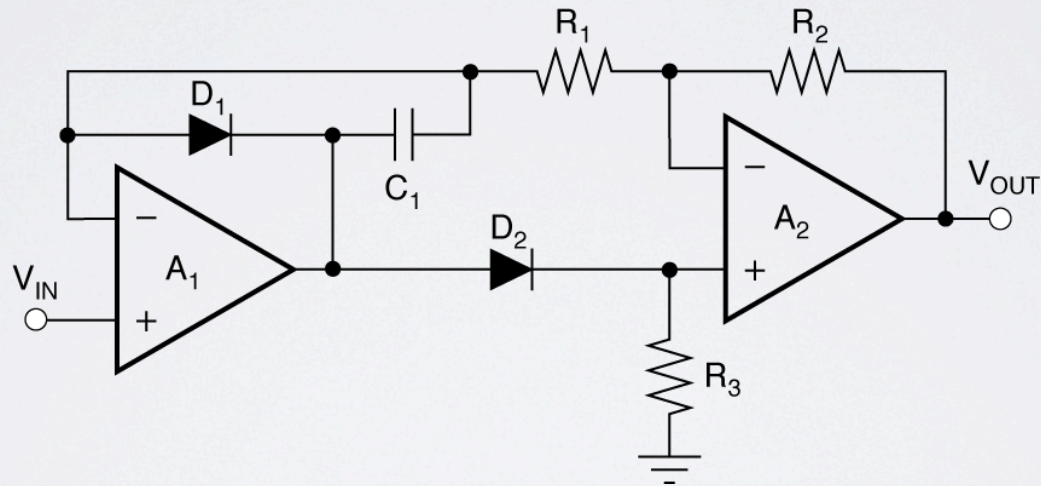 R1
R2
D1
C1
VOUT
−
−
A2
D2
A1
VIN
+
+
R3